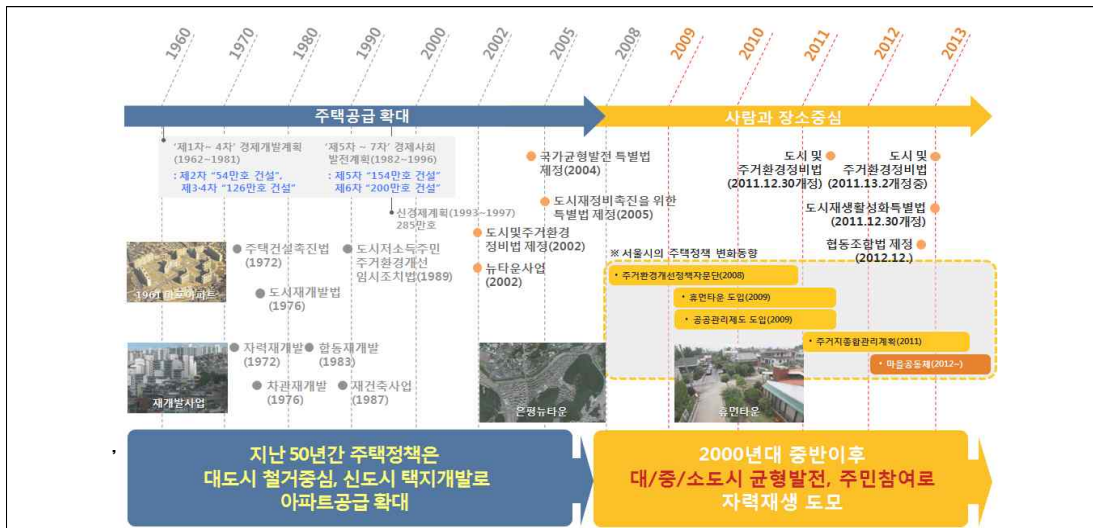 1960
1970
1980
1990
2000
2002
2005
2008
2009
2010
2011
2012
2013
주택공급 확대
사람과 장소중심
'제1차~ 4차' 경제개발계획
(1962~1981)
: 제2차 "54만호 건설",
제3·4차 "126만호 건설"
'제5차 ~ 7차' 경제사회
발전계획(1982~1996)
: 제5차 "154만호 건설"
제6차 "200만호 건설"
신경제계획(1993~1997)
285만호
국가균형발전 특별법
제정(2004)
도시재정비촉진을 위한
특별법 제정(2005)
도시및주거환경
정비법 제정(2002)
뉴타운사업
(2002)
도시 및
주거환경정비법
(2011.12.30개정)
도시 및
주거환경정비법
(2011.13.2개정중)
도시재생활성화특별법
(2011.12.30개정)
협동조합법 제정
(2012.12.)
주택건설촉진법
(1972)
도시저소득주민
주거환경개선
임시조치법(1989)
도시재개발법
(1976)
1961 마포아파트
자력재개발
(1972)
합동재개발
(1983)
차관재개발
(1976)
재건축사업
(1987)
재개발사업
은평뉴타운
휴먼타운
※ 서울시의 주택정책 변화동향
• 주거환경개선정책자문단(2008)
• 휴먼타운 도입(2009)
• 공공관리제도 도입(2009)
• 주거지종합관리계획(2011)
• 마을공동체(2012~)
지난 50년간 주택정책은
대도시 철거중심, 신도시 택지개발로
아파트공급 확대
2000년대 중반이후
대/중/소도시 균형발전, 주민참여로
자력재생 도모
,